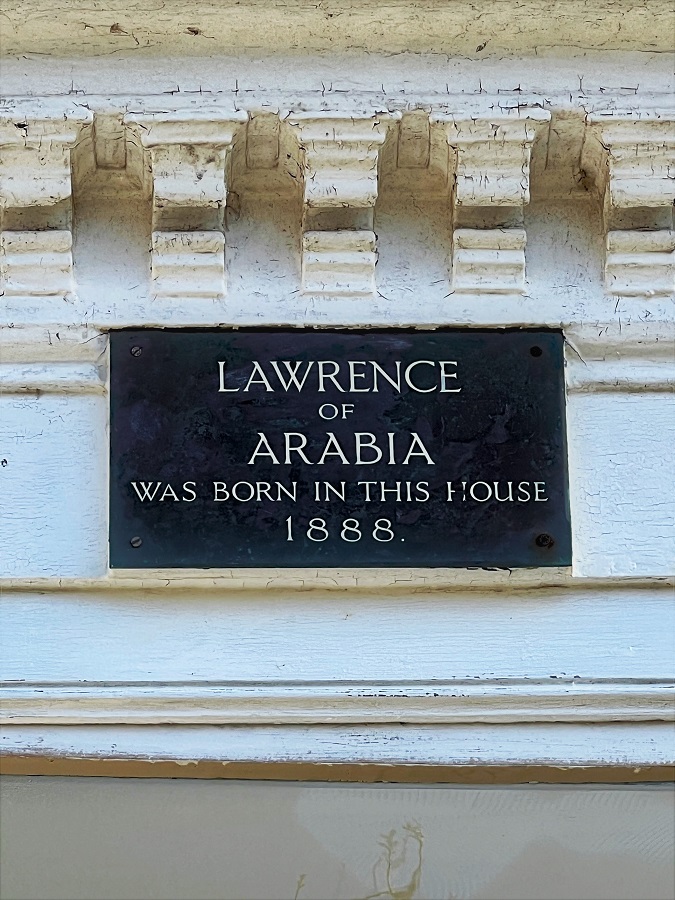 LAWRENCE
OF
ARABIA
WAS BORN IN THIS HOUSE
1888.